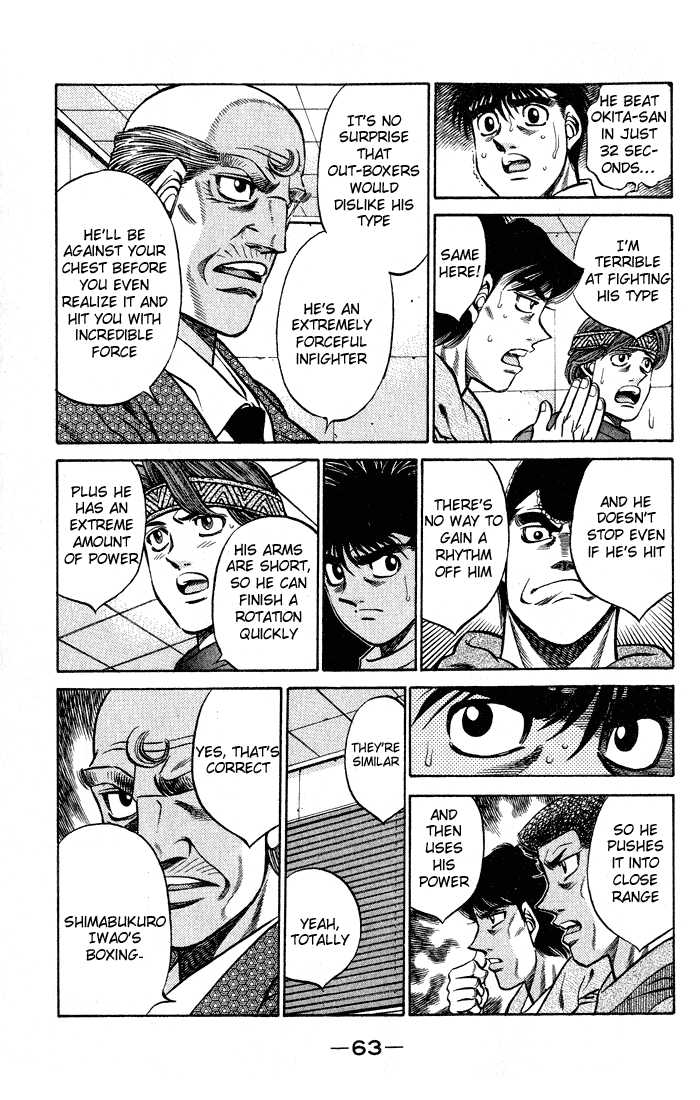 HE BEAT
OKITA-SAN
IN JUST
32 SEC-
ONDS...
I'M
TERRIBLE
AT FIGHTING
HIS TYPE
SAME
HERE!
IT'S NO
SURPRISE
THAT
OUT-BOXERS
WOULD
DISLIKE HIS
TYPE
HE'S AN
EXTREMELY
FORCEFUL
INFIGHTER
HE'LL BE
AGAINST YOUR
CHEST BEFORE
YOU EVEN
REALIZE IT AND
HIT YOU WITH
INCREDIBLE
FORCE
AND HE
DOESN'T
STOP EVEN
IF HE'S HIT
THERE'S
NO WAY TO
GAIN A
RHYTHM
OFF HIM
HIS ARMS
ARE SHORT,
SO HE CAN
FINISH A
ROTATION
QUICKLY
PLUS HE
HAS AN
EXTREME
AMOUNT
OF POWER
SO HE
PUSHES
IT INTO
CLOSE
RANGE
AND
THEN
USES
HIS
POWER
THEY'RE
SIMILAR
YEAH,
TOTALLY
YES, THAT'S
CORRECT
SHIMABUKURO
IWAO'S
BOXING-
—63—